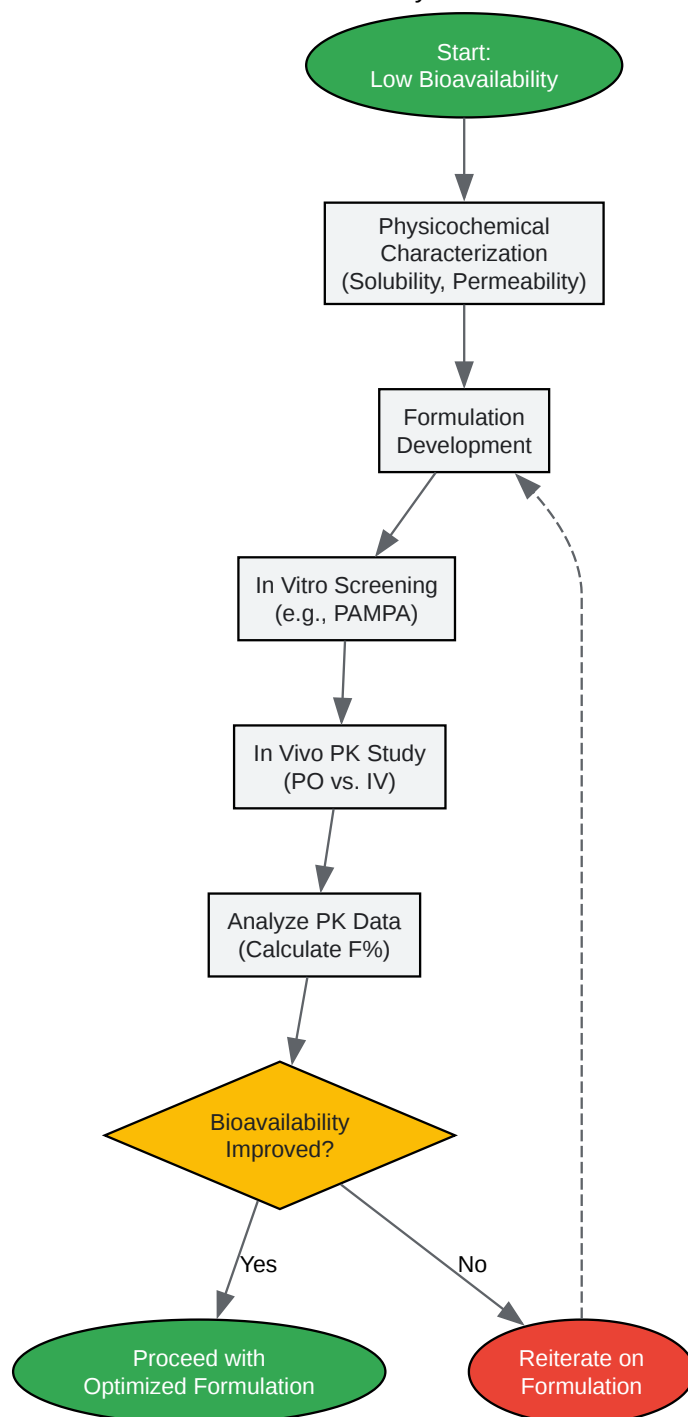 Start:
Low Bioavailability
Physicochemical
Characterization
(Solubility, Permeability)
Formulation
Development
In Vitro Screening
(e.g., PAMPA)
In Vivo PK Study
(PO vs. IV)
Analyze PK Data
(Calculate F%)
Bioavailability
Improved?
Yes
No
Proceed with
Optimized Formulation
Reiterate on
Formulation